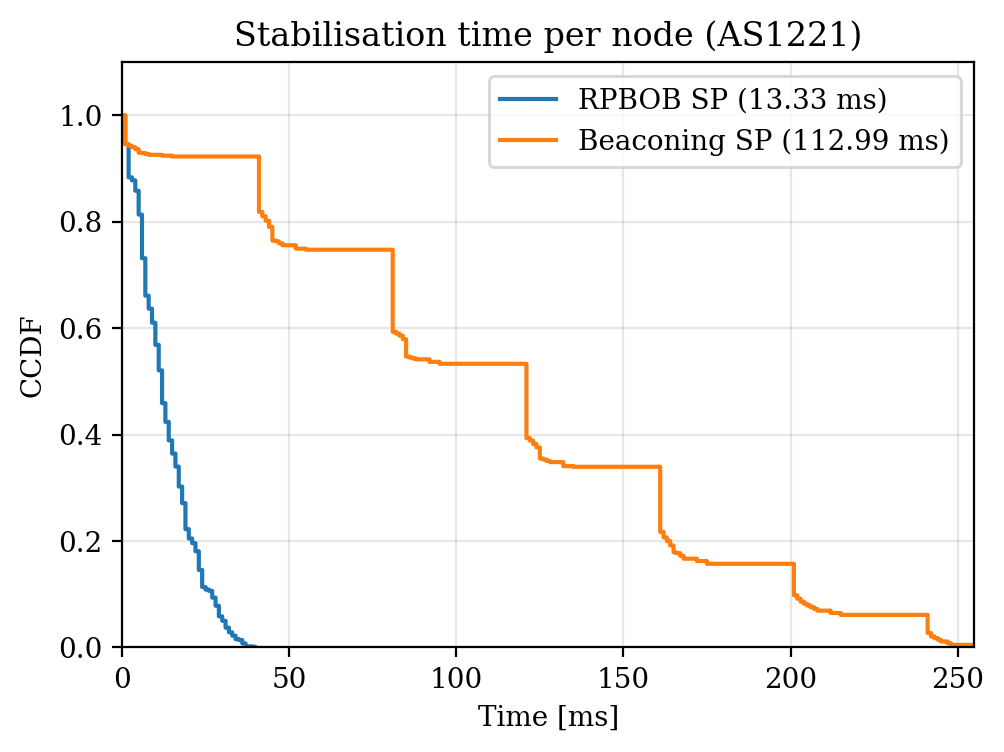 Stabilisation time per node (AS1221)
RPBOB SP (13.33 ms)
Beaconing SP (112.99 ms)
CCDF
1.0
0.8
0.6
0.4
0.2
0.0
0 50 100 150 200 250
Time [ms]